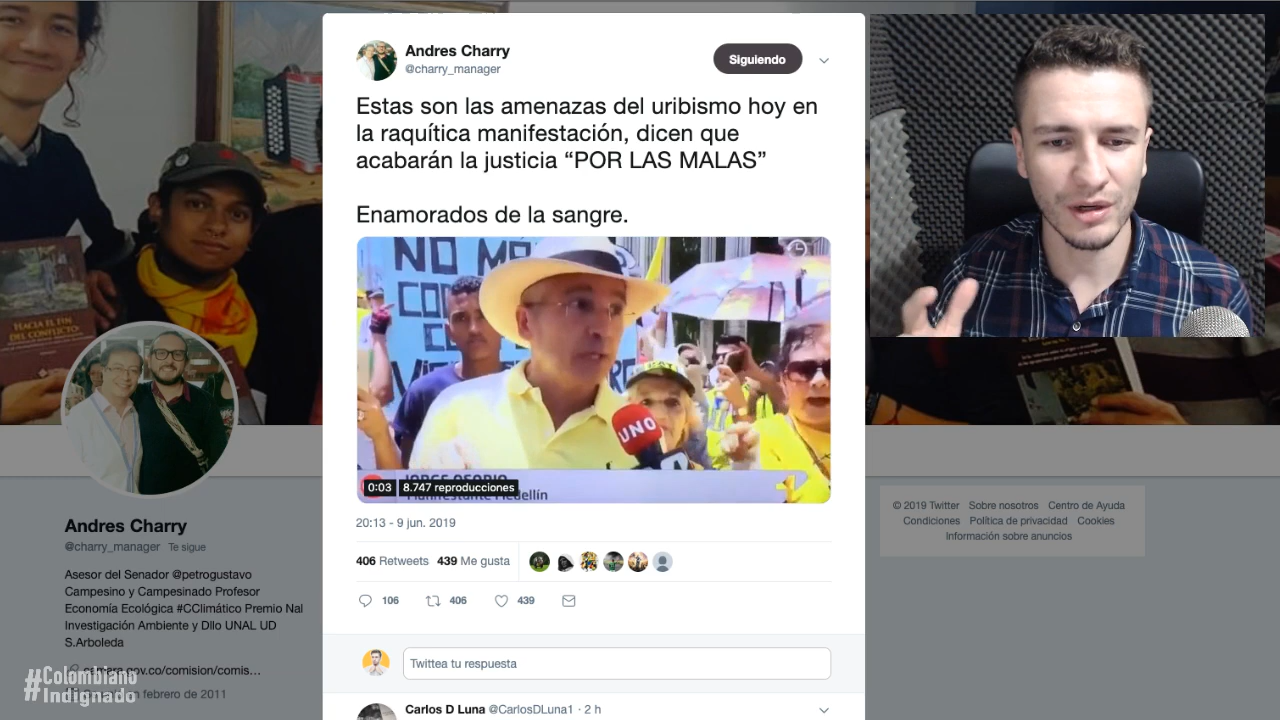 Andres Charry
@charry_manager
Siguiendo
Estas son las amenazas del uribismo hoy en
la raquítica manifestación, dicen que
acabarán la justicia “POR LAS MALAS”
Enamorados de la sangre.
NO
UNO
0:03 8.747 reproducciones
20:13 - 9 jun. 2019
406 Retweets 439 Me gusta
106 406 439
Twittea tu respuesta
Carlos D Luna @CarlosDLuna1 · 2 h
HACIA EL FIN
DEL CONFLICTO
Andres Charry
@charry_manager Te sigue
Asesor del Senador @petrogustavo
Campesino y Campesinado Profesor
Economía Ecológica #CClimático Premio Nal
Investigación Ambiente y Dllo UNAL UD
S.Arboleda
febrero de 2011
#Colombiano
Indignado
© 2019 Twitter Sobre nosotros Centro de Ayuda
Condiciones Política de privacidad Cookies
Información sobre anuncios